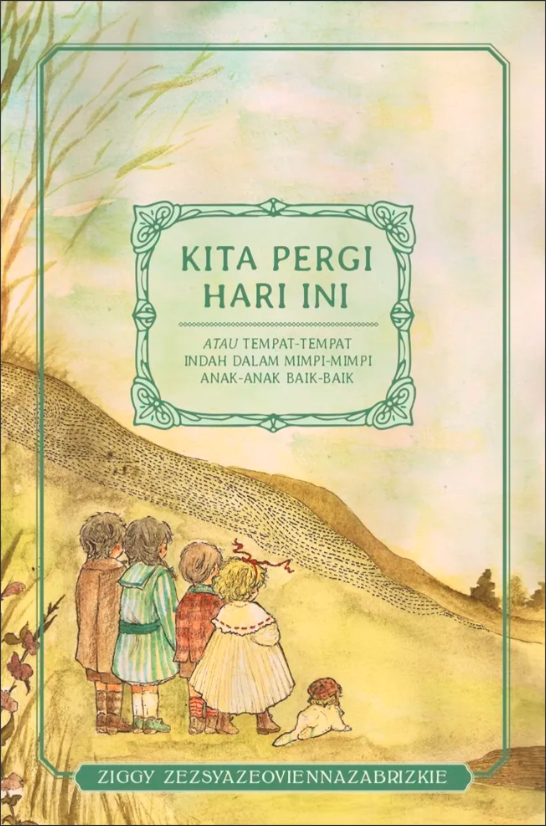 KITA PERGI
HARI INI
ATAU TEMPAT-TEMPAT
INDAH DALAM MIMPI-MIMPI
ANAK-ANAK BAIK-BAIK
ZIGGY ZEZSYAZEOVIENNAZABRIZKIE